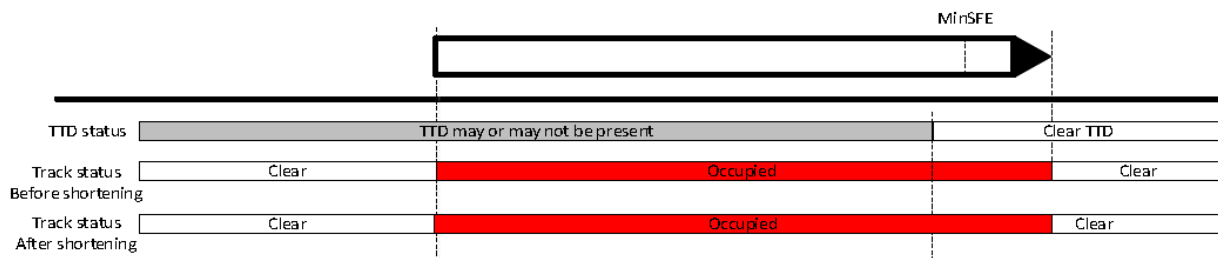 MinSFE
TTD status
TTD may or may not be present
Clear TTD
Track status
Before shortening
Clear
Occupied
Clear
Track status
After shortening
Clear
Occupied
Clear